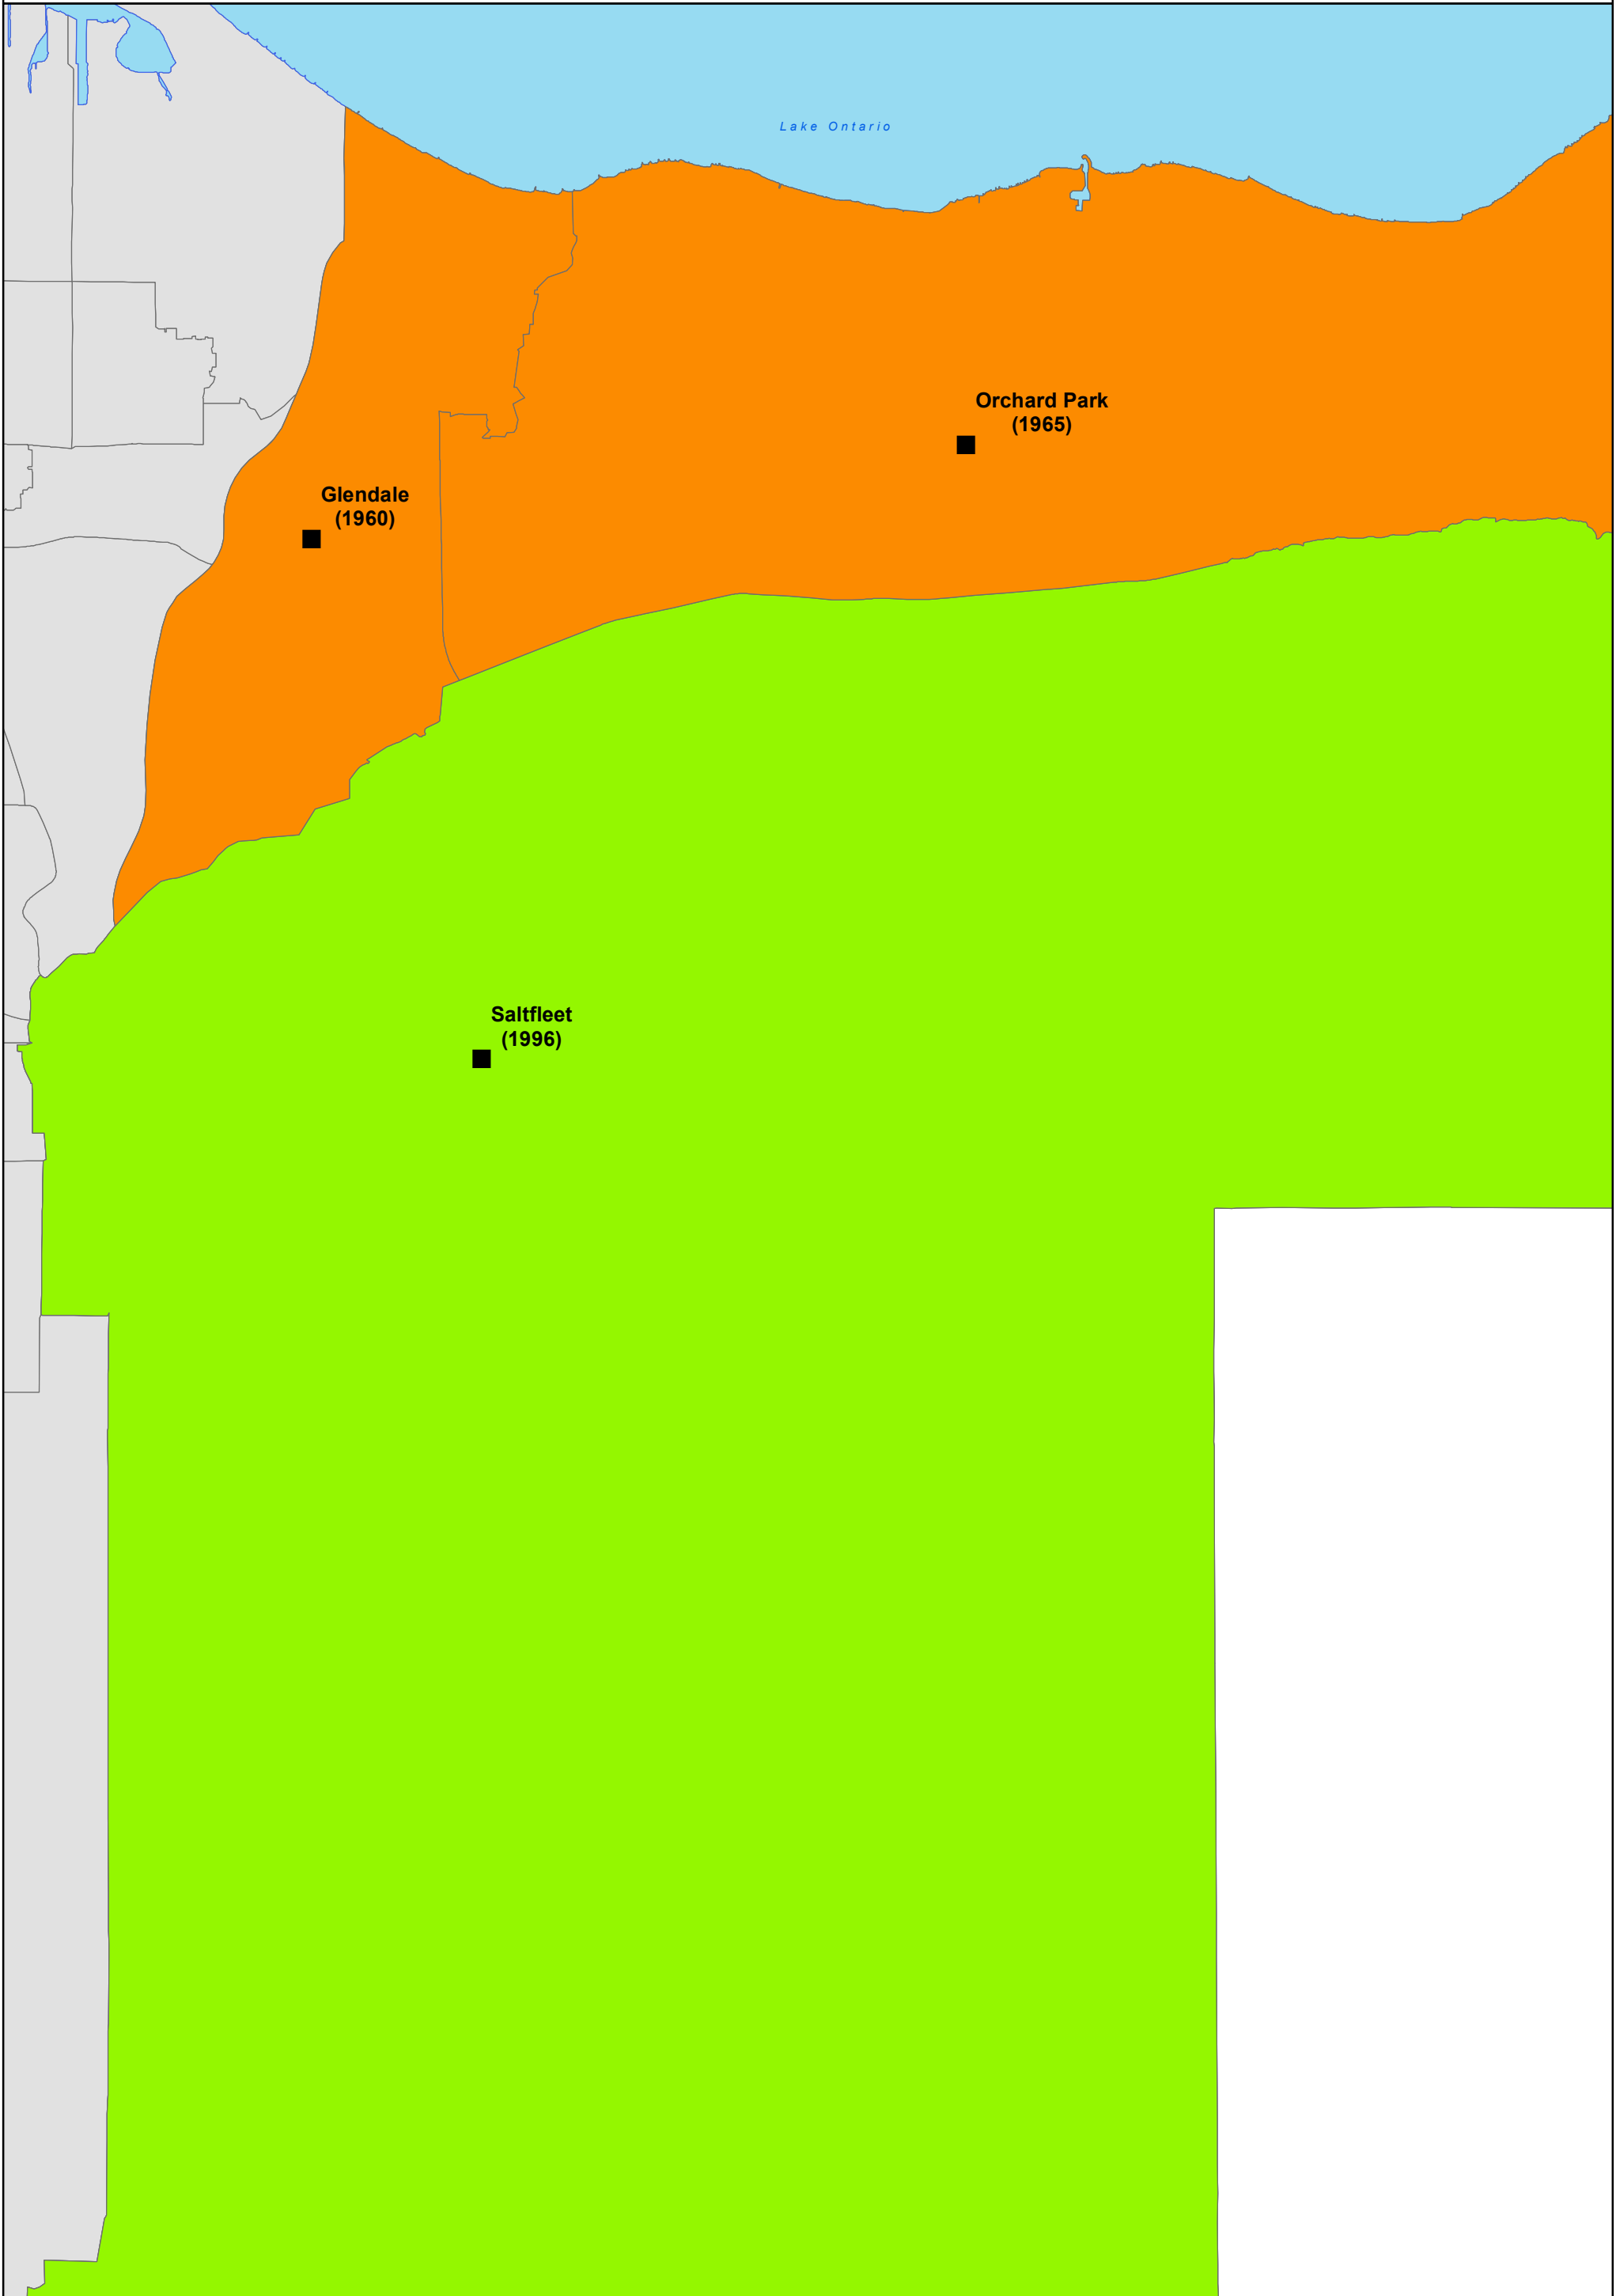 Lake Ontario
Orchard Park
(1965)
Glendale
(1960)
Saltfleet
(1996)